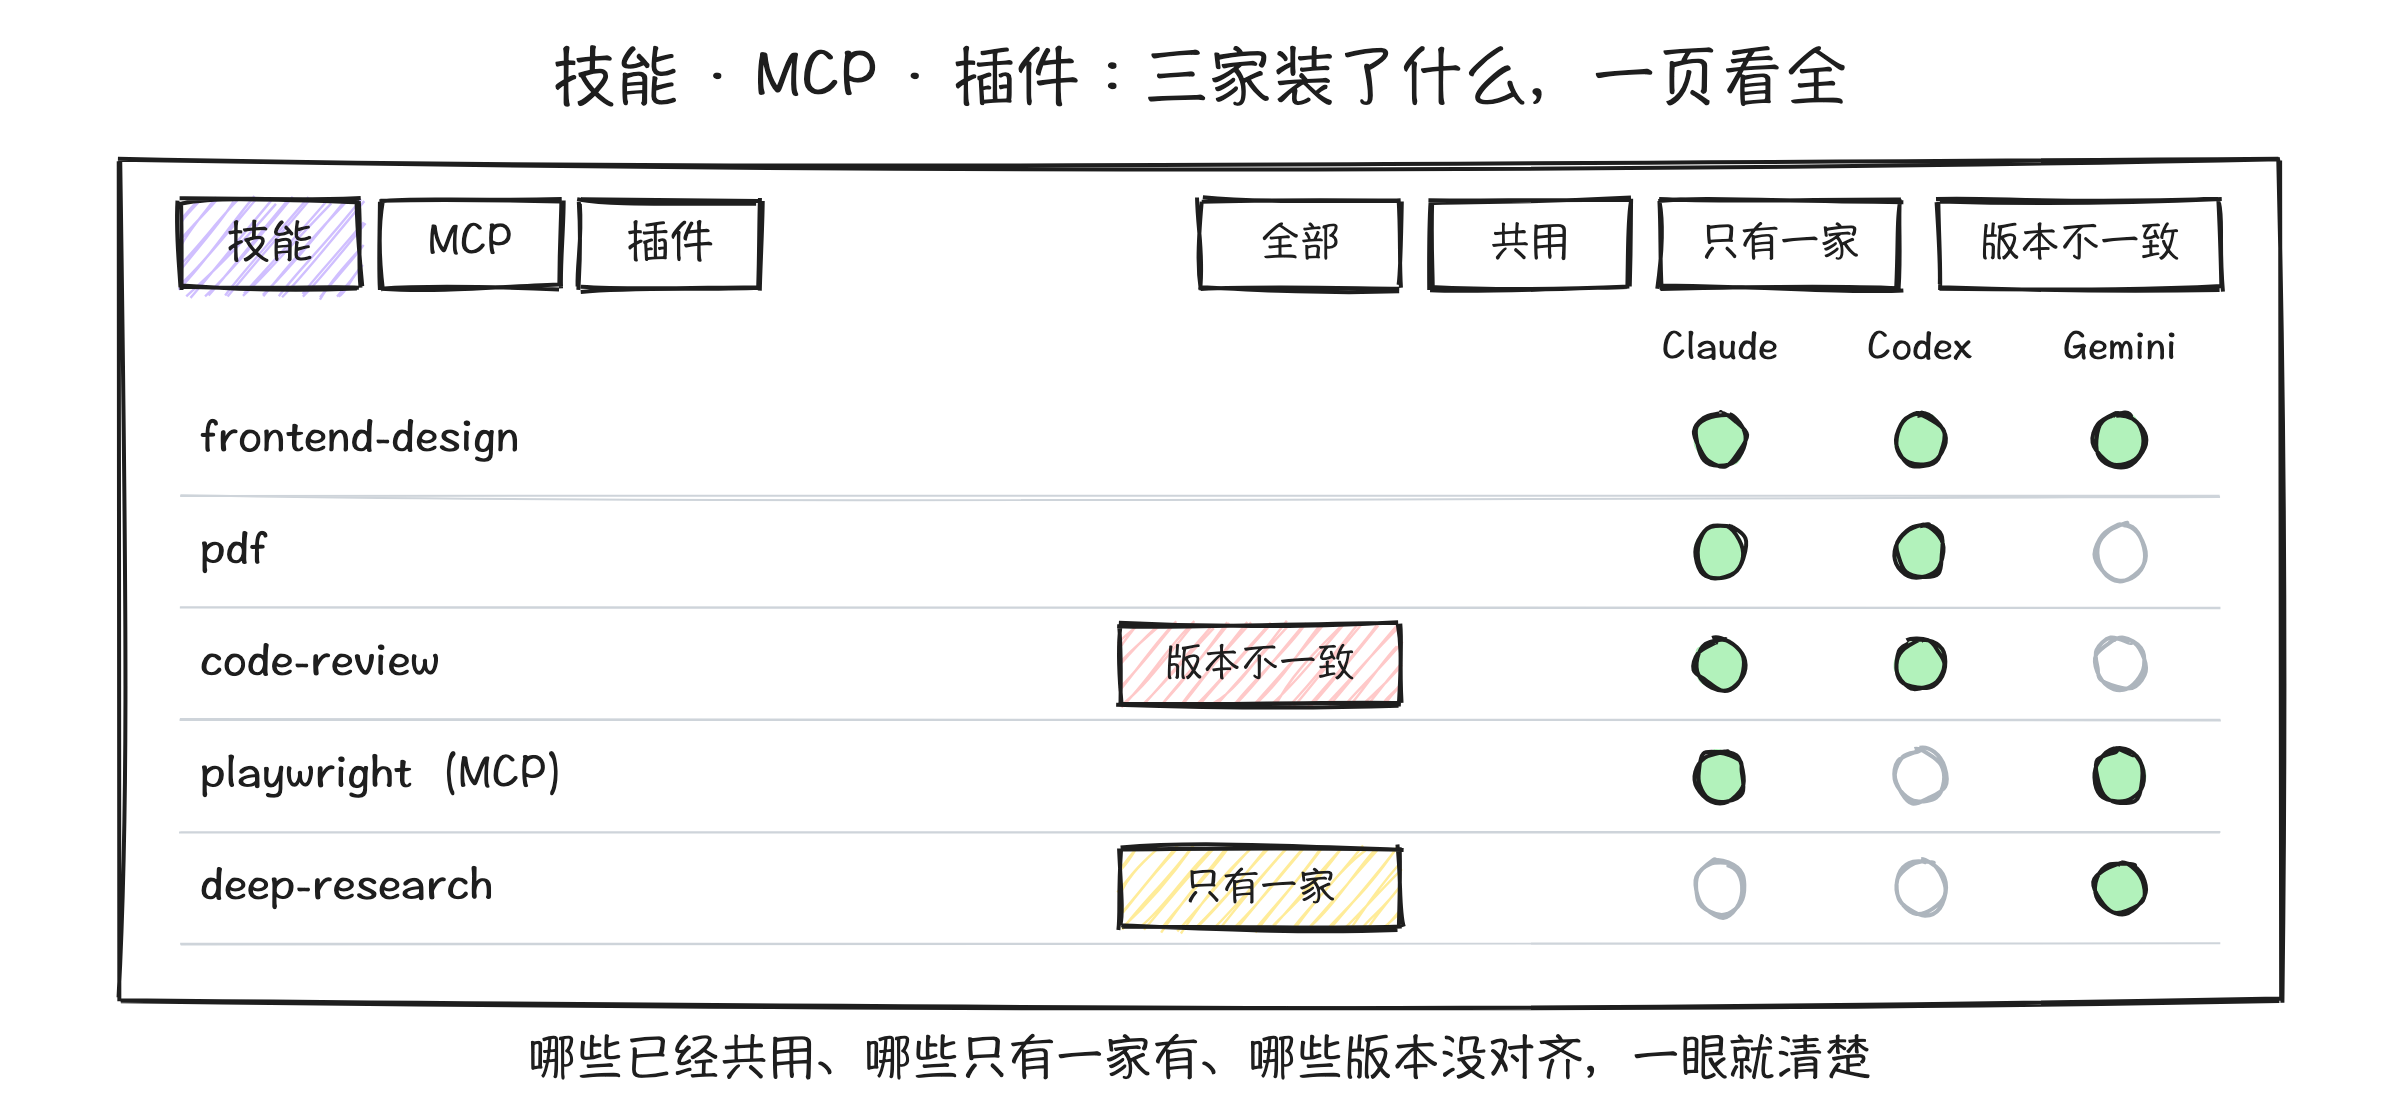 技能 · MCP · 插件：三家装了什么，一页看全
技能 MCP 插件 全部 共用 只有一家 版本不一致
Claude Codex Gemini
frontend-design
pdf
code-review 版本不一致
playwright （MCP）
deep-research 只有一家
哪些已经共用、哪些只有一家有、哪些版本没对齐，一眼就清楚